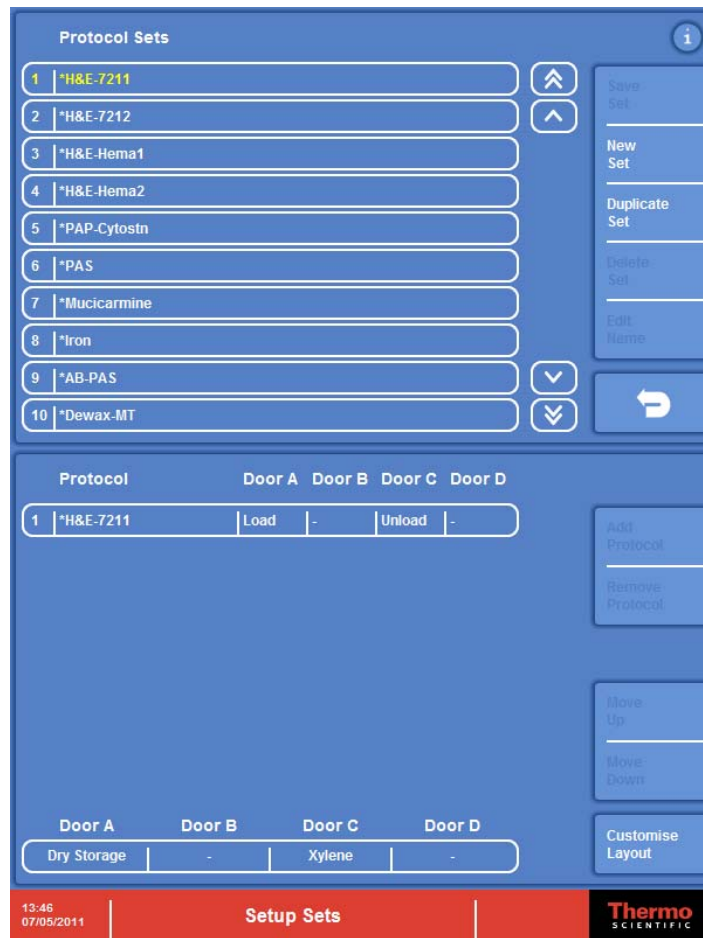 Protocol Sets
i
1 *H&E-7211
2 *H&E-7212
3 *H&E-Hema1
4 *H&E-Hema2
5 *PAP-Cytostn
6 *PAS
7 *Mucicarmine
8 *Iron
9 *AB-PAS
10 *Dewax-MT
Save
Set
New
Set
Duplicate
Set
Delete
Set
Edit
Name
Protocol Door A Door B Door C Door D
1 *H&E-7211 Load - Unload -
Add
Protocol
Remove
Protocol
Move
Up
Move
Down
Door A Door B Door C Door D
Dry Storage - Xylene -
Customise
Layout
13:46
07/05/2011
Setup Sets
Thermo
SCIENTIFIC